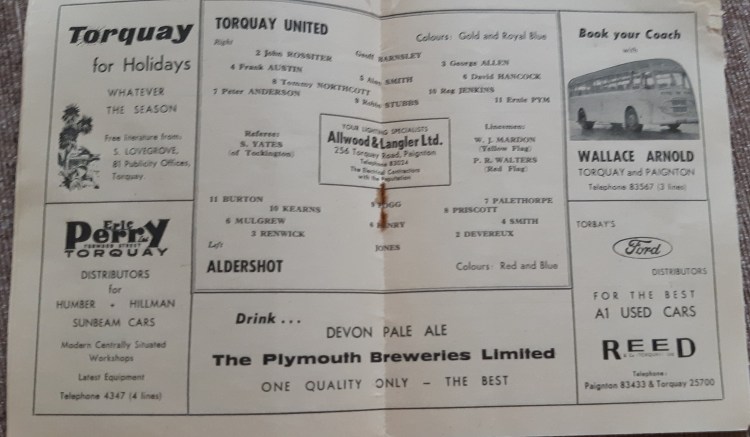 Torquay
for Holidays
WHATEVER
THE SEASON
Free literature from:
S. LOVEGROVE,
81 Publicity Offices,
Torquay.
Eric
Perry
TORQUAY
DISTRIBUTORS
for
HUMBER • HILLMAN
SUNBEAM CARS
Modern Centrally Situated
Workshops
Latest Equipment
Telephone 4347 (4 lines)
TORQUAY UNITED
Colours: Gold and Royal Blue
Right
Geoff BARNSLEY
2 John ROSSITER
3 George ALLEN
4 Frank AUSTIN
5 Alan SMITH
6 David HANCOCK
7 Peter ANDERSON
8 Tommy NORTHCOTT
9 Robin STUBBS
10 Reg JENKINS
11 Ernie PYM
Referee:
S. YATES
(of Tockington)
YOUR LIGHTING SPECIALISTS
Allwood & Langler Ltd.
256 Torquay Road, Paignton
Telephone 83024
The Electrical Contractors
with the Reputation
Linesmen:
W. J. MARDON
(Yellow Flag)
P. R. WALTERS
(Red Flag)
11 BURTON
10 KEARNS
9 PRISCOTT
7 PALETHORPE
6 MULGREW
4 SMITH
3 RENWICK
2 DEVEREUX
JONES
Left
ALDERSHOT
Colours: Red and Blue
Drink . . .
DEVON PALE ALE
The Plymouth Breweries Limited
ONE QUALITY ONLY — THE BEST
Book your Coach
with
WALLACE ARNOLD
TORQUAY and PAIGNTON
Telephone 83567 (3 lines)
TORBAY'S
Ford
DISTRIBUTORS
FOR THE BEST
A1 USED CARS
REED
Telephone:
Paignton 83433 & Torquay 25700